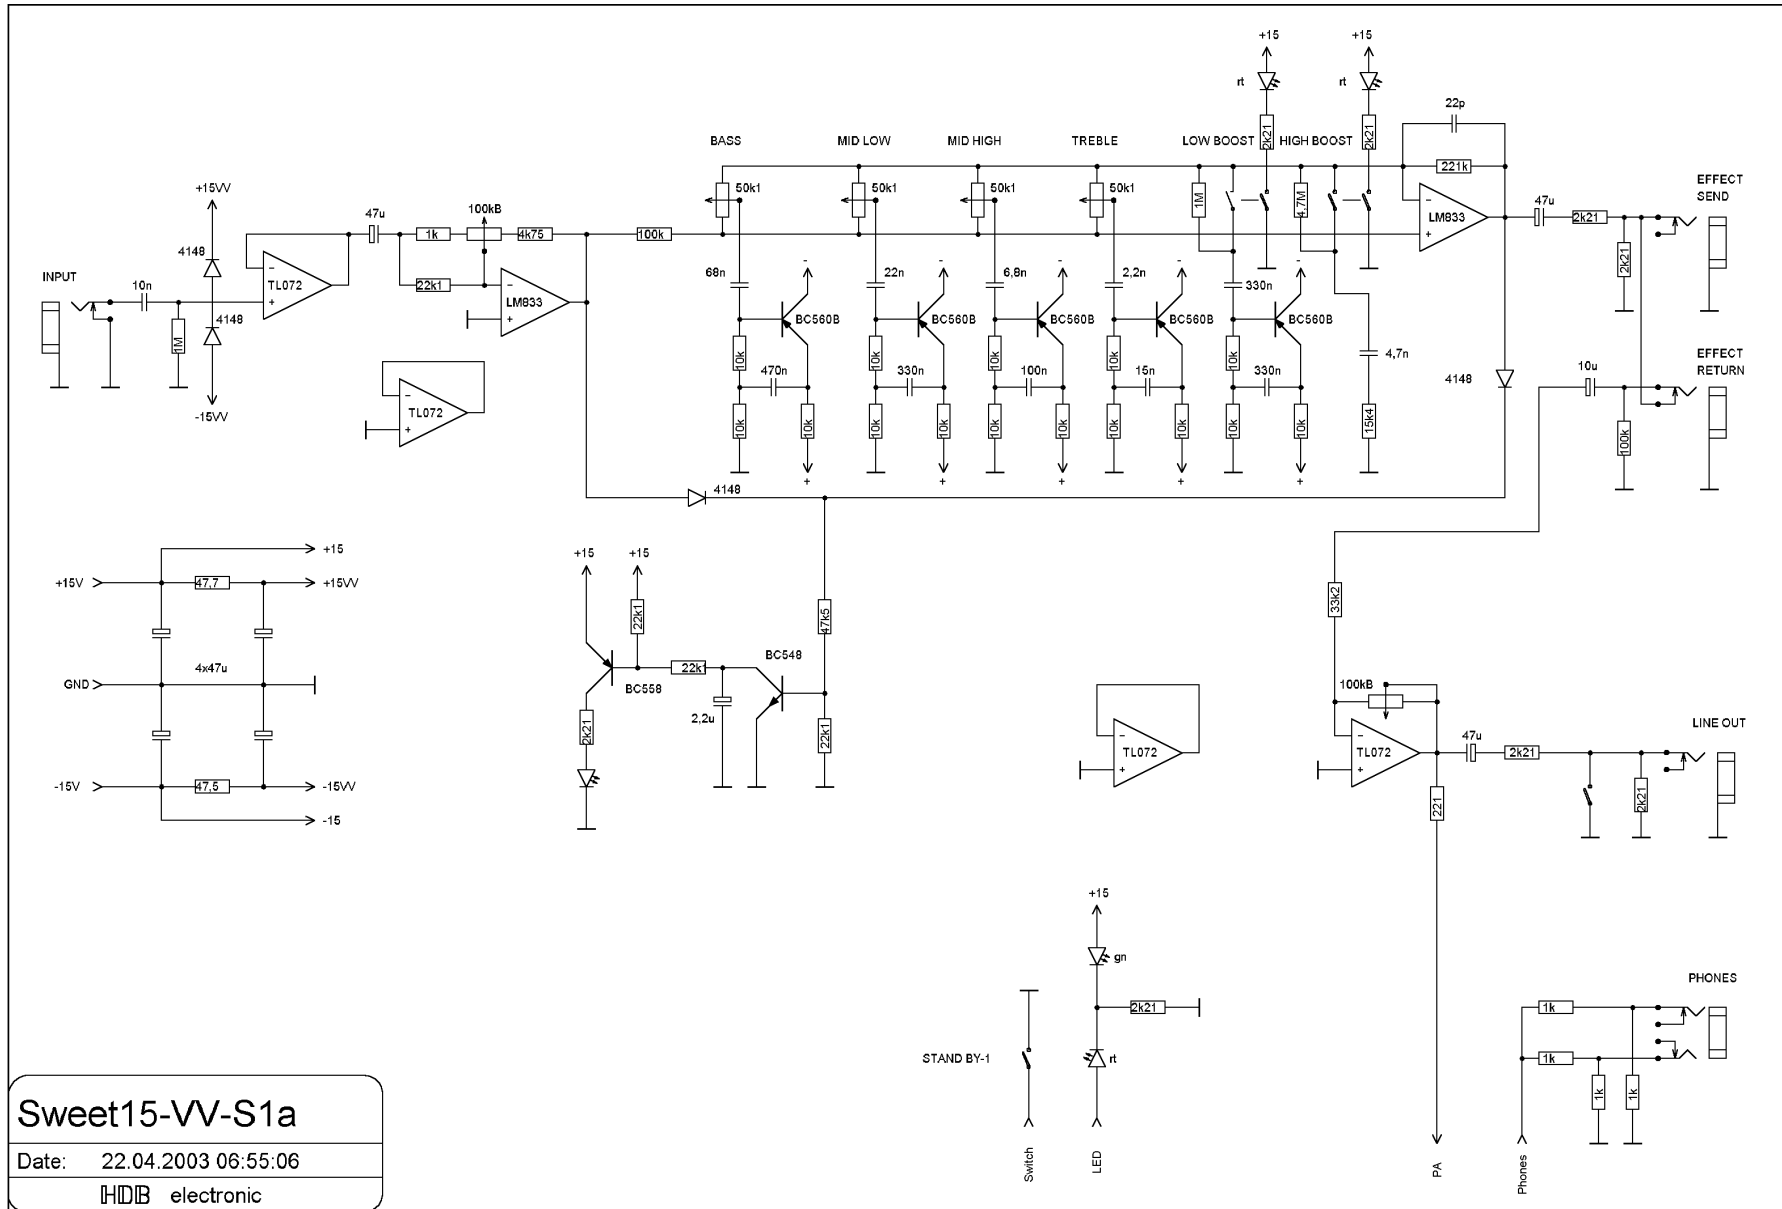 +15
+15
rt
rt
22p
BASS
MID LOW
MID HIGH
TREBLE
LOW BOOST
2k21
HIGH BOOST
2k21
221k
+15VV
47u
100kB
50k1
50k1
50k1
50k1
1M
4,7M
LM833
47u
2k21
EFFECT
SEND
4148
1k
4k75
100k
2k21
INPUT
10n
TL072
22k1
LM833
68n
22n
6,8n
2,2n
330n
4148
1M
BC560B
BC560B
BC560B
BC560B
BC560B
10k
10k
10k
10k
10k
470n
330n
100n
15n
330n
4,7n
4148
10u
EFFECT
RETURN
-15VV
TL072
10k
10k
10k
10k
10k
10k
10k
10k
10k
10k
15k4
100k
4148
+15
+15V
47,7
+15VV
4x47u
GND
-15V
47,5
-15VV
-15
+15
+15
22k1
47k5
22k1
BC548
BC558
2,2u
2k21
22k1
33k2
100kB
TL072
TL072
47u
2k21
LINE OUT
2k21
221
+15
gn
2k21
STAND BY-1
rt
Switch
LED
PA
PHONES
1k
1k
1k
1k
Phones
Sweet15-VV-S1a
Date: 22.04.2003 06:55:06
HDB electronic